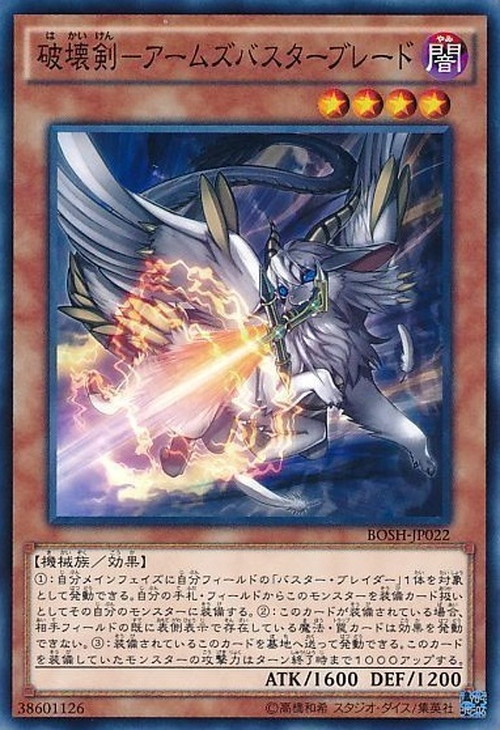 破壊剣－アームズバスターブレード
闇
BOSH-JP022
【機械族／効果】
①：自分メインフェイズに自分フィールドの「バスター・ブレイダー」1体を対象
として発動できる。自分の手札・フィールドからこのモンスターを装備カード扱い
としてその自分のモンスターに装備する。②：このカードが装備されている場合、
相手フィールドの既に表側表示で存在している魔法・罠カードは効果を発動
できない。③：装備されているこのカードを墓地へ送って発動できる。このカード
を装備していたモンスターの攻撃力はターン終了時まで1000アップする。
ATK/1600 DEF/1200
38601126
©高橋和希 スタジオ・ダイス/集英社